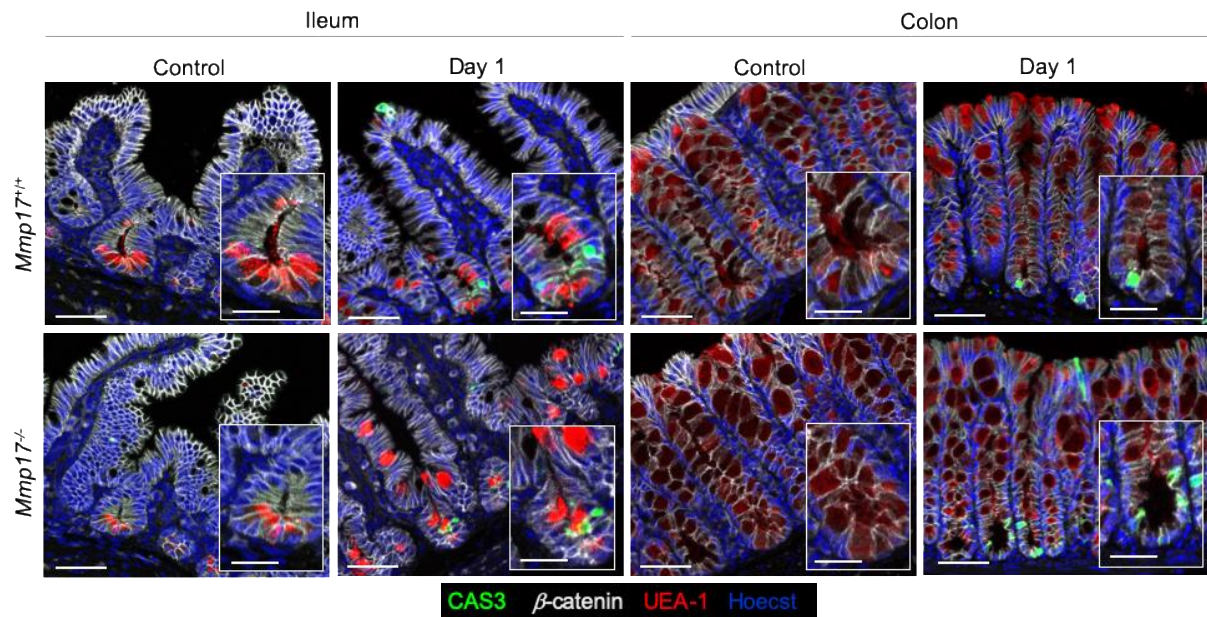 Ileum Colon
Control Day 1 Control Day 1
Mmp17+/+
Mmp17-/-
CAS3 β-catenin UEA-1 Hoecst